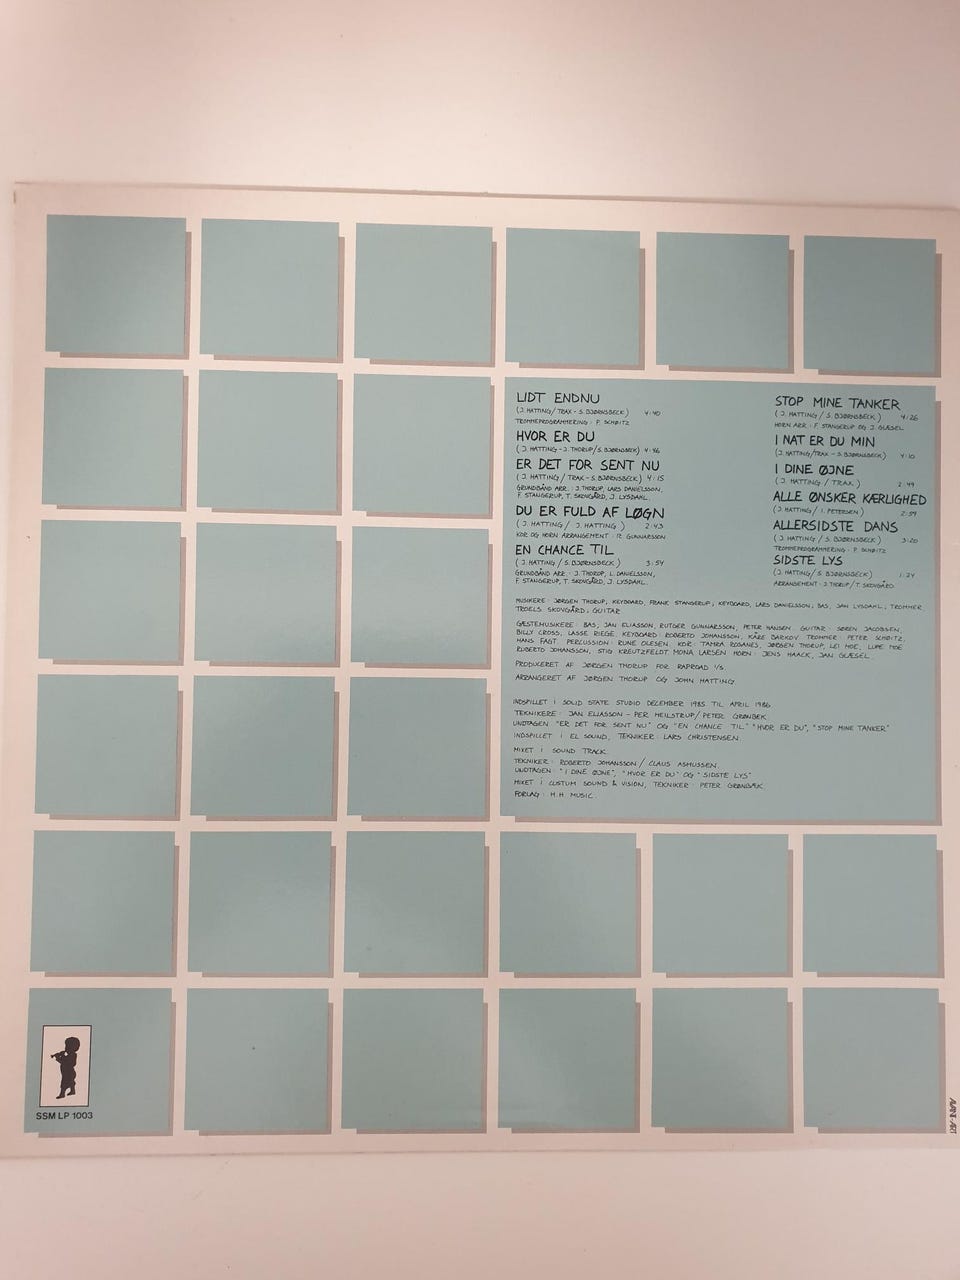 LIDT ENDNU
(J. HATTING/TRAX - S. BJØRNSBECK) 4:40
TROMMEPROGRAMMERING: P. SCHØITZ
HVOR ER DU
(J. HATTING - J. THORUP/S. BJØRNSBECK) 4:46
ER DET FOR SENT NU
(J. HATTING/TRAX - S. BJØRNSBECK) 4:15
GRUNDBÅND ARR.: J. THORUP, LARS DANIELSSON,
F. STANGERUP, T. SKOVGÅRD, J. LYSDAHL.
DU ER FULD AF LØGN
(J. HATTING/ J. HATTING) 2:43
KOR OG HORN ARRANGEMENT: R. GUNNARSSON
EN CHANCE TIL
(J. HATTING/ S. BJØRNSBECK) 3:54
GRUNDBÅND ARR: J. THORUP, L. DANIELSSON,
F. STANGERUP, T. SKOVGÅRD, J. LYSDAHL.
STOP MINE TANKER
(J. HATTING/S. BJØRNSBECK) 4:26
HORN ARR: F. STANGERUP OG J. GLÆSEL
I NAT ER DU MIN
(J. HATTING/TRAX - S. BJØRNSBECK) 4:10
I DINE ØJNE
(J. HATTING / TRAX) 2:49
ALLE ØNSKER KÆRLIGHED
(J. HATTING/ I. PETERSEN) 2:59
ALLERSIDSTE DANS
(J. HATTING/S. BJØRNSBECK) 3:20
TROMMEPROGRAMMERING: P. SCHØITZ
SIDSTE LYS
(J. HATTING/S. BJØRNSBECK) 1:24
ARRANGEMENT: J. THORUP/T. SKOVGÅRD
MUSIKERE: JØRGEN THORUP, KEYBOARD, FRANK STANGERUP; KEYBOARD, LARS DANIELSSON; BAS, JAN LYSDAHL; TROMMER,
TROELS SKOVGÅRD; GUITAR
GÆSTEMUSIKERE: BAS, JAN ELIASSON, RUTGER GUNNARSSON, PETER HANSEN. GUITAR: SØREN JACOBSEN,
BILLY CROSS, LASSE RIEGE. KEYBOARD: ROBERTO JOHANSSON, KÅRE BARKOV. TROMMER: PETER SCHØITZ,
HANS FAGT. PERCUSSION: RUNE OLESEN. KOR: TAMRA ROSANES, JØRGEN THORUP, LEI MOE, LUPE MOE
ROBERTO JOHANSSON, STIG KREUTZFELDT MONA LARSEN HORN: JENS HAACK, JAN GLÆSEL.
PRODUCERET AF JØRGEN THORUP FOR RAPROAD I/S.
ARRANGERET AF JØRGEN THORUP OG JOHN HATTING
INDSPILLET I SOLID STATE STUDIO DECEMBER 1985 TIL APRIL 1986
TEKNIKERE: JAN ELIASSON - PER MEILSTRUP/PETER GRØNBEK
UNDTAGEN "ER DET FOR SENT NU" OG "EN CHANCE TIL" "HVOR ER DU", "STOP MINE TANKER"
INDSPILLET I EL SOUND, TEKNIKER: LARS CHRISTENSEN
MIXET I SOUND TRACK.
TEKNIKER: ROBERTO JOHANSSON / CLAUS ASMUSSEN.
UNDTAGEN: "I DINE ØJNE", "HVOR ER DU" OG "SIDSTE LYS"
MIXET I CUSTUM SOUND & VISION, TEKNIKER: PETER GRØNBÆK
FORLAG: H.H. MUSIC
SSM LP 1003